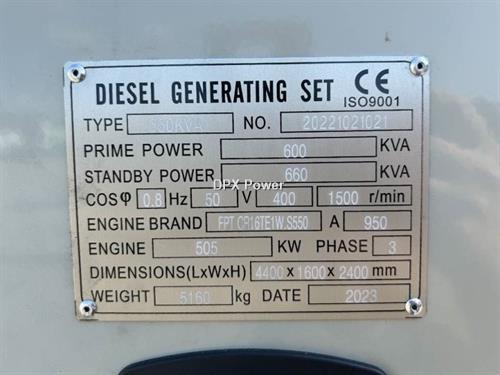 DIESEL GENERATING SET CE
ISO9001
TYPE 550KVA NO. 20221021021
PRIME POWER 600 KVA
STANDBY POWER 660 KVA
DPX Power
COSφ 0.8 Hz 50 V 400 1500 r/min
ENGINE BRAND FPT CR16TE1W.S550 A 950
ENGINE 505 KW PHASE 3
DIMENSIONS(LxWxH) 4400 x 1600 x 2400 mm
WEIGHT 5160 kg DATE 2023